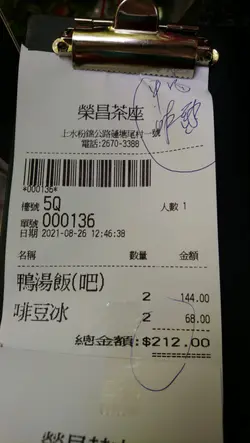 榮昌茶座
上水粉錦公路蓮塘尾村一號
電話:2670-3388
*000136*
檯號 5Q 人數 1
單號 000136
日期 2021-08-26 12:46:38
名稱 數量 金額
鴨湯飯(吧) 2 144.00
啡豆冰 2 68.00
總金額:$212.00